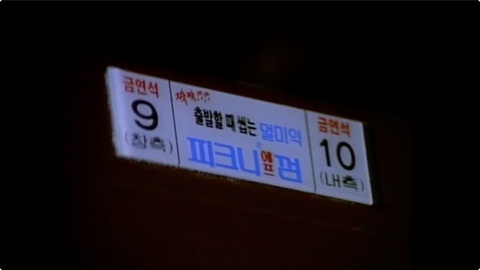 금연석
9
(창측)
출발할 때 씹는 멀미약
피크니에프껌
금연석
10
(내측)